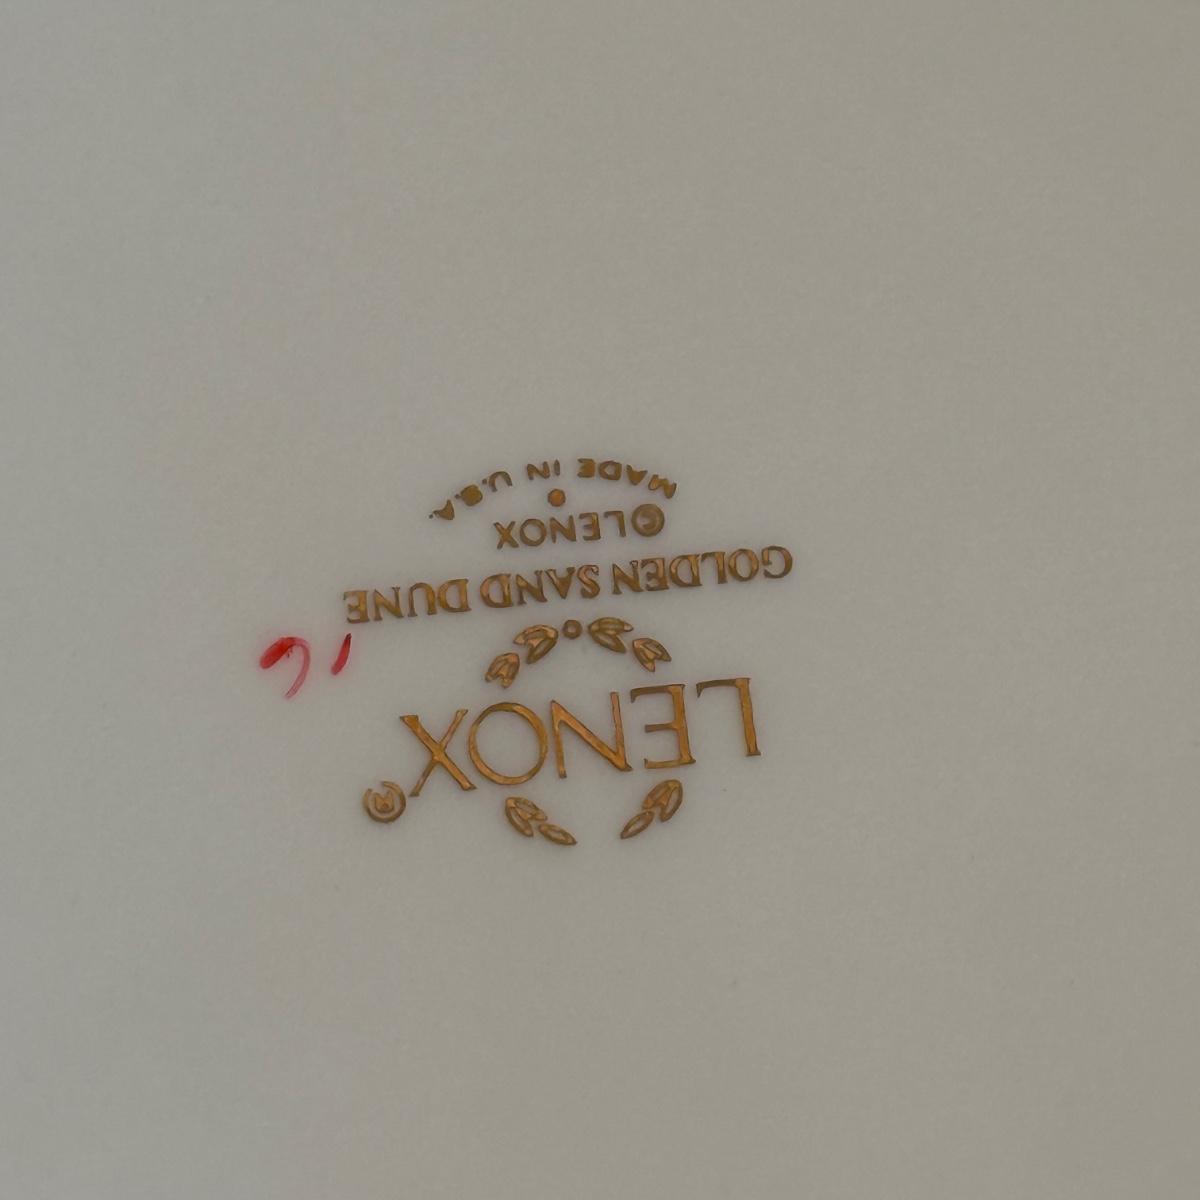 LENOX®
GOLDEN SAND DUNE
©LENOX
MADE IN U.S.A.